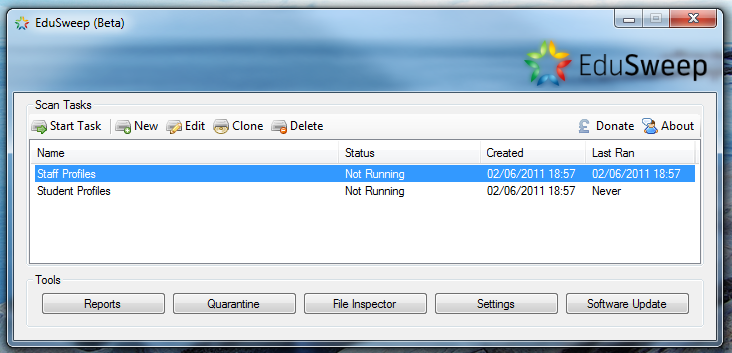 EduSweep (Beta)
EduSweep
Scan Tasks
Start Task New Edit Clone Delete £ Donate About
Name Status Created Last Ran
Staff Profiles Not Running 02/06/2011 18:57 02/06/2011 18:57
Student Profiles Not Running 02/06/2011 18:57 Never
Tools
Reports Quarantine File Inspector Settings Software Update